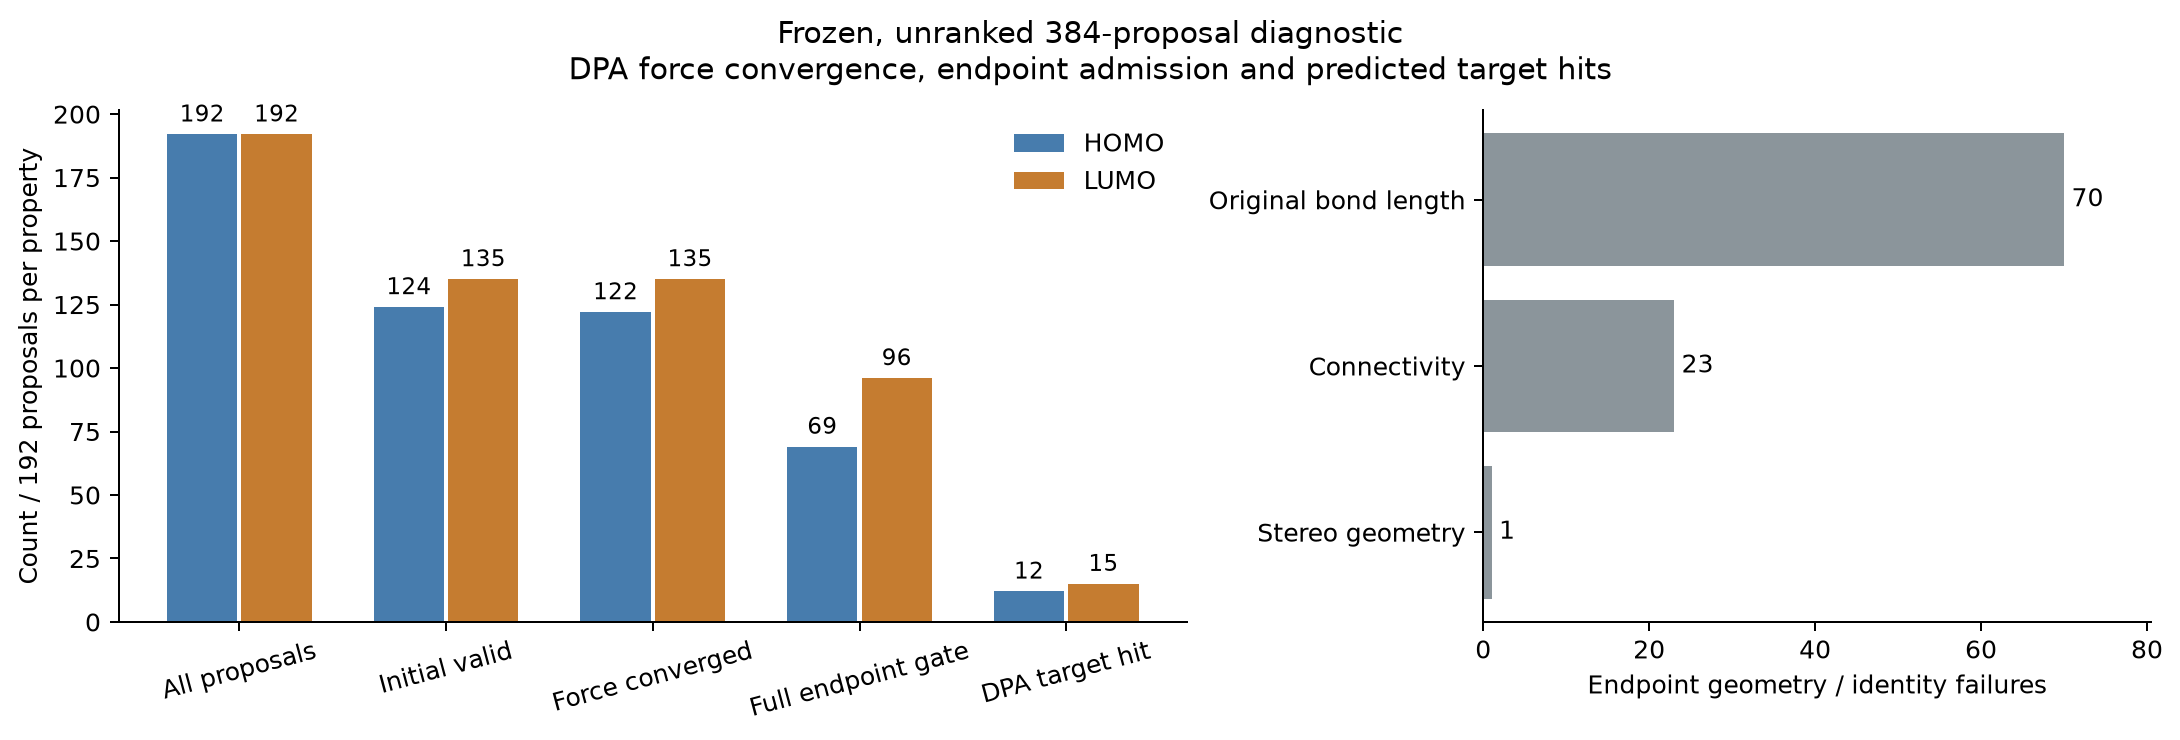 Frozen, unranked 384-proposal diagnostic
DPA force convergence, endpoint admission and predicted target hits
Count / 192 proposals per property
200
175
150
125
100
75
50
25
0
192
192
124
135
122
135
69
96
12
15
HOMO
LUMO
All proposals
Initial valid
Force converged
Full endpoint gate
DPA target hit
Original bond length
70
Connectivity
23
Stereo geometry
1
0
20
40
60
80
Endpoint geometry / identity failures